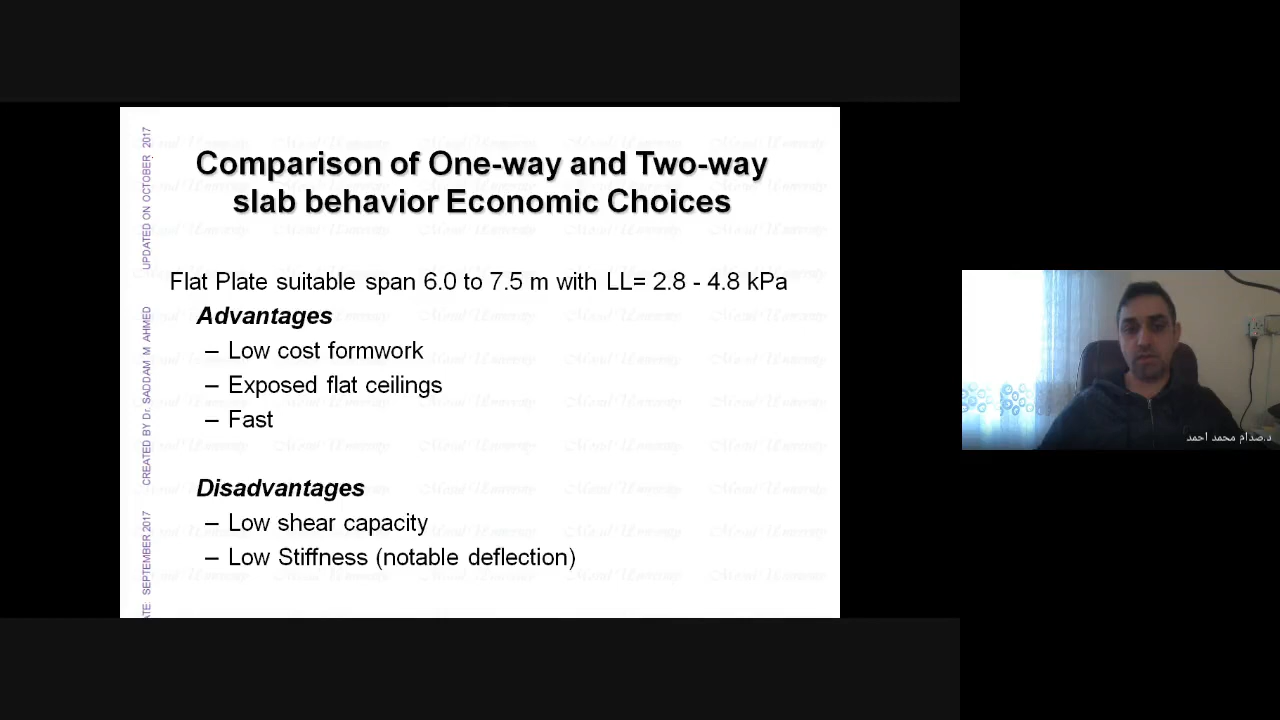 Comparison of One-way and Two-way
slab behavior Economic Choices
Flat Plate suitable span 6.0 to 7.5 m with LL= 2.8 - 4.8 kPa
Advantages
– Low cost formwork
– Exposed flat ceilings
– Fast
Disadvantages
– Low shear capacity
– Low Stiffness (notable deflection)
UPDATED ON OCTOBER 2017
CREATED BY Dr. SADDAM M AHMED
ATE SEPTEMBER 2017
د.صدام محمد احمد